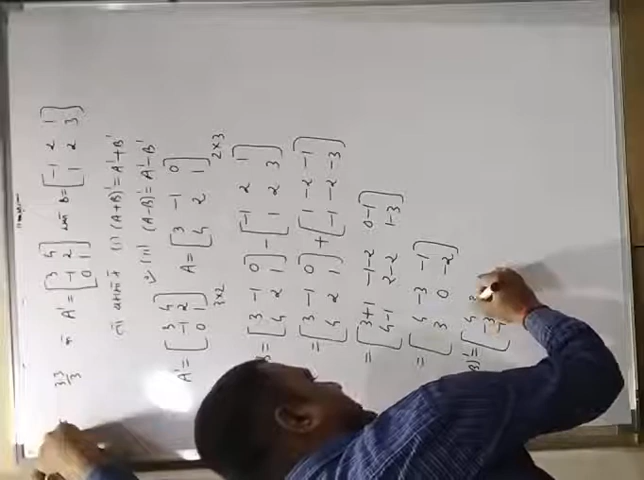 A' = [3 4; -1 2; 0 1] B = [-1 2 1; 1 2 3]
(i) (A+B)' = A'+B'
(ii) (A-B)' = A'-B'
A' = [3 4; -1 2; 0 1] 3×2 A = [3 -1 0; 4 2 1] 2×3
= [3 -1 0; 4 2 1] - [-1 2 1; 1 2 3]
= [3 -1 0; 4 2 1] + [1 -2 -1; -1 -2 -3]
= [3+1 -1-2 0-1; 4-1 2-2 1-3]
= [4 -3 -1; 3 0 -2]
B)' = [4 -3